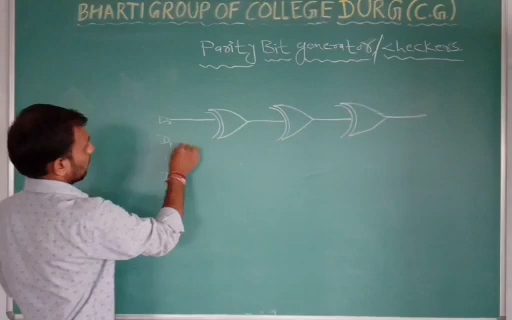 BHARTI GROUP OF COLLEGE DURG (C.G.)
Parity Bit generator/checkers